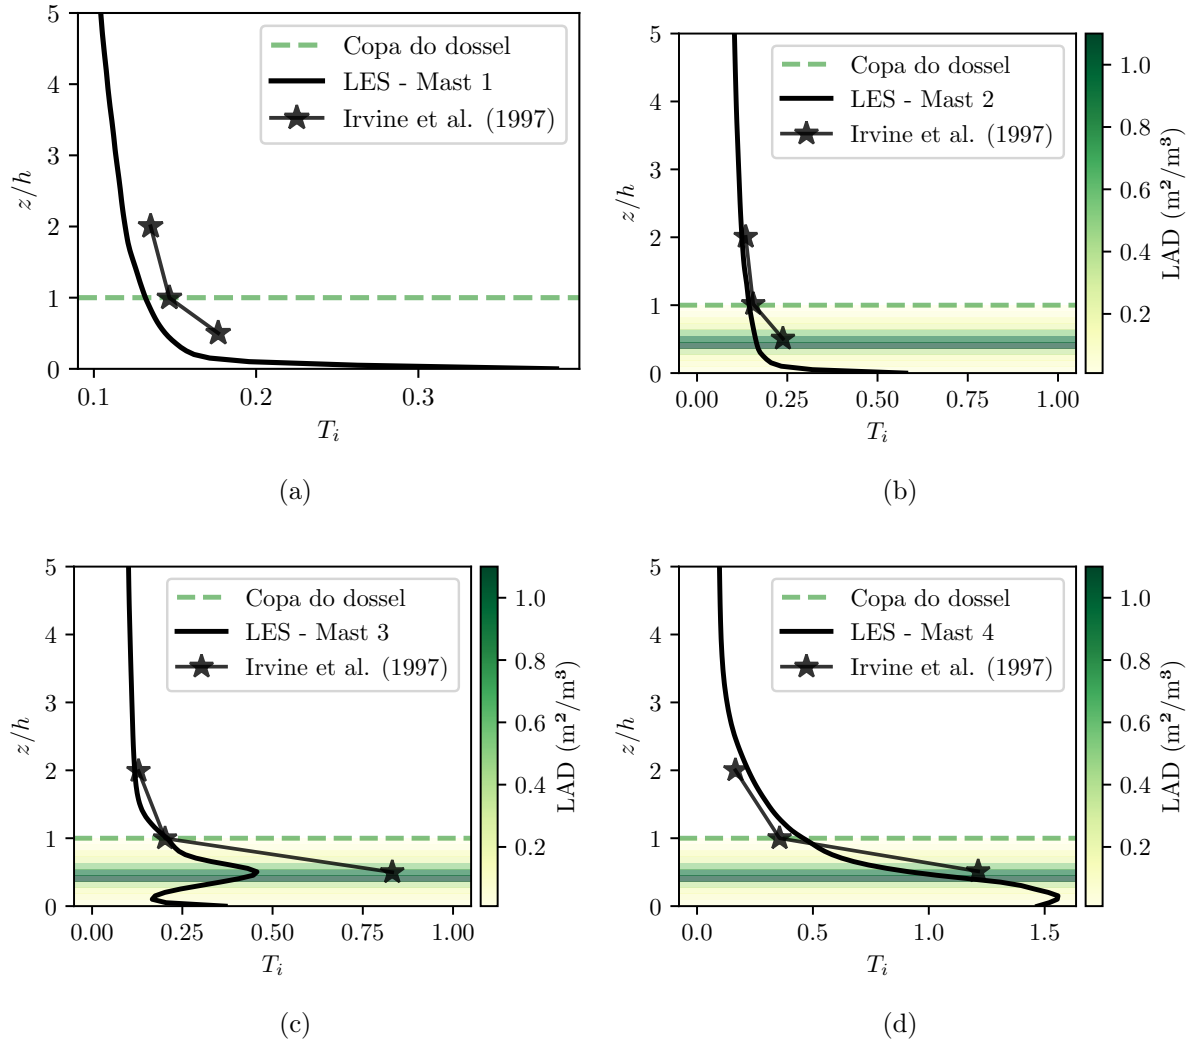 5
4
3
2
1
0
z/h
Copa do dossel
LES - Mast 1
Irvine et al. (1997)
0.1 0.2 0.3
T_i
(a)
5
4
3
2
1
0
z/h
Copa do dossel
LES - Mast 2
Irvine et al. (1997)
0.00 0.25 0.50 0.75 1.00
T_i
1.0
0.8
0.6
0.4
0.2
LAD (m²/m³)
(b)
5
4
3
2
1
0
z/h
Copa do dossel
LES - Mast 3
Irvine et al. (1997)
0.00 0.25 0.50 0.75 1.00
T_i
1.0
0.8
0.6
0.4
0.2
LAD (m²/m³)
(c)
5
4
3
2
1
0
z/h
Copa do dossel
LES - Mast 4
Irvine et al. (1997)
0.0 0.5 1.0 1.5
T_i
1.0
0.8
0.6
0.4
0.2
LAD (m²/m³)
(d)